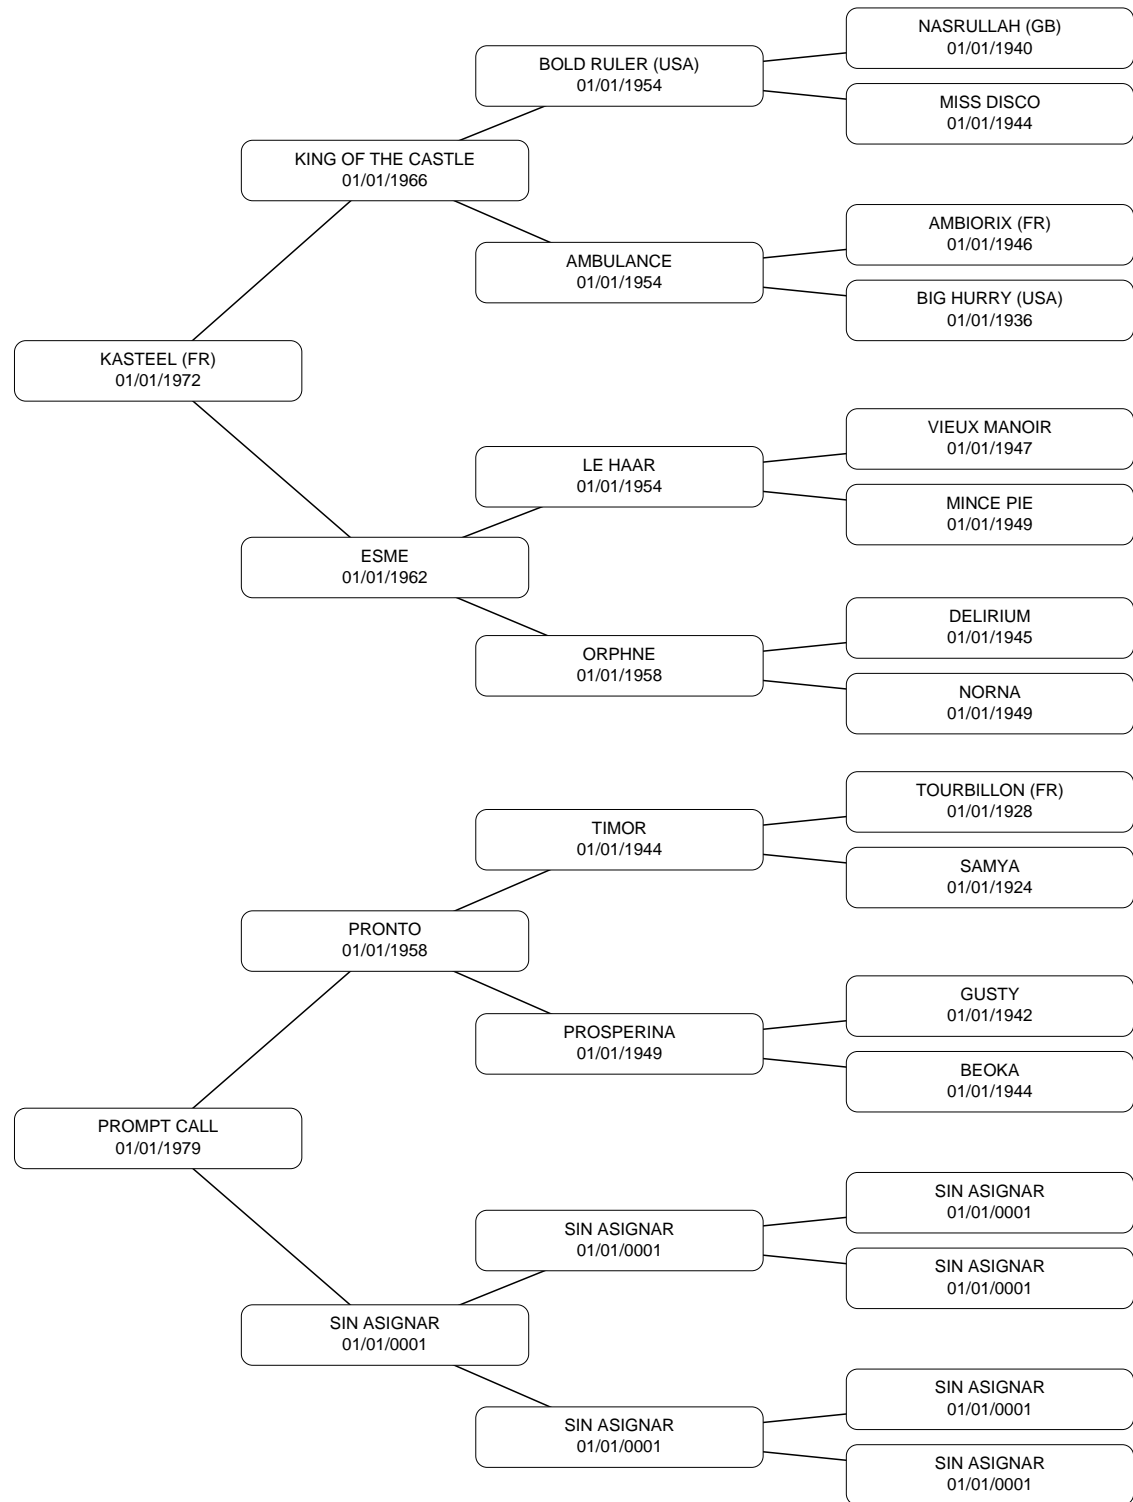 NASRULLAH (GB)
01/01/1940
BOLD RULER (USA)
01/01/1954
MISS DISCO
01/01/1944
KING OF THE CASTLE
01/01/1966
AMBIORIX (FR)
01/01/1946
AMBULANCE
01/01/1954
BIG HURRY (USA)
01/01/1936
KASTEEL (FR)
01/01/1972
VIEUX MANOIR
01/01/1947
LE HAAR
01/01/1954
MINCE PIE
01/01/1949
ESME
01/01/1962
DELIRIUM
01/01/1945
ORPHNE
01/01/1958
NORNA
01/01/1949
TOURBILLON (FR)
01/01/1928
TIMOR
01/01/1944
SAMYA
01/01/1924
PRONTO
01/01/1958
GUSTY
01/01/1942
PROSPERINA
01/01/1949
BEOKA
01/01/1944
PROMPT CALL
01/01/1979
SIN ASIGNAR
01/01/0001
SIN ASIGNAR
01/01/0001
SIN ASIGNAR
01/01/0001
SIN ASIGNAR
01/01/0001
SIN ASIGNAR
01/01/0001
SIN ASIGNAR
01/01/0001
SIN ASIGNAR
01/01/0001